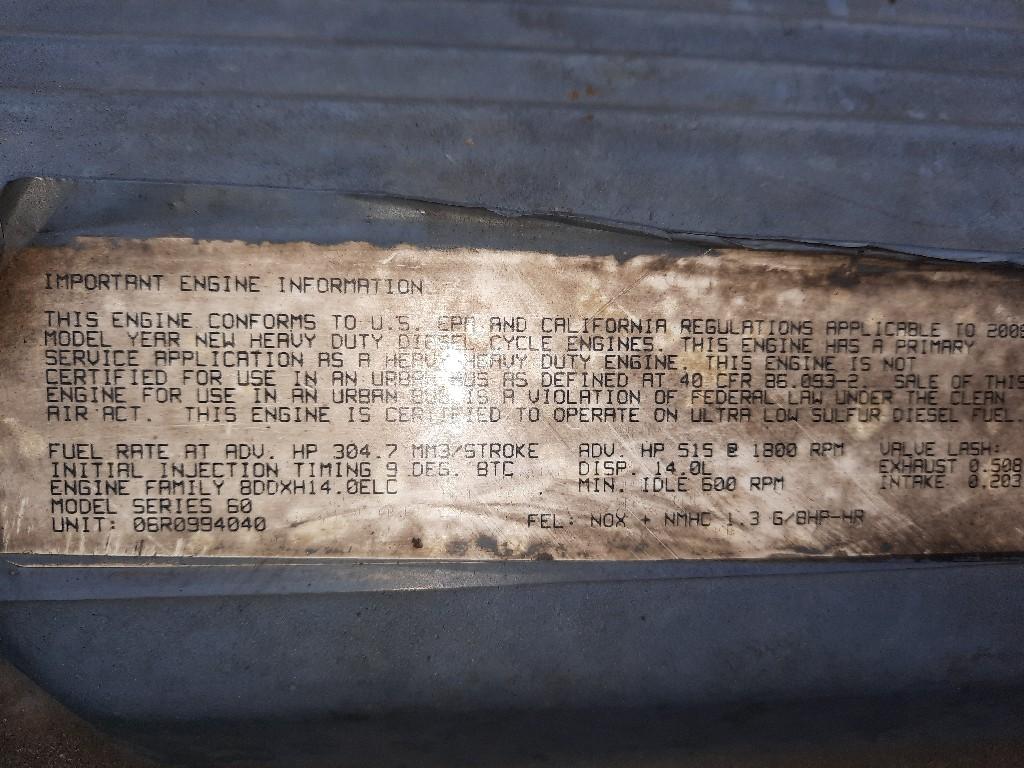 IMPORTANT ENGINE INFORMATION
THIS ENGINE CONFORMS TO U.S. EPA AND CALIFORNIA REGULATIONS APPLICABLE TO 2008
MODEL YEAR NEW HEAVY DUTY DIESEL CYCLE ENGINES. THIS ENGINE HAS A PRIMARY
SERVICE APPLICATION AS A HEAVY HEAVY DUTY ENGINE. THIS ENGINE IS NOT
CERTIFIED FOR USE IN AN URBAN BUS AS DEFINED AT 40 CFR 86.093-2. SALE OF THIS
ENGINE FOR USE IN AN URBAN BUS IS A VIOLATION OF FEDERAL LAW UNDER THE CLEAN
AIR ACT. THIS ENGINE IS CERTIFIED TO OPERATE ON ULTRA LOW SULFUR DIESEL FUEL.
FUEL RATE AT ADV. HP 304.7 MM3/STROKE ADV. HP 515 @ 1800 RPM VALVE LASH:
INITIAL INJECTION TIMING 9 DEG. BTC DISP. 14.0L EXHAUST 0.508
ENGINE FAMILY 8DDXH14.0ELC MIN. IDLE 600 RPM INTAKE 0.203
MODEL SERIES 60
UNIT: 06R0994040 FEL: NOX + NMHC 1.3 G/BHP-HR